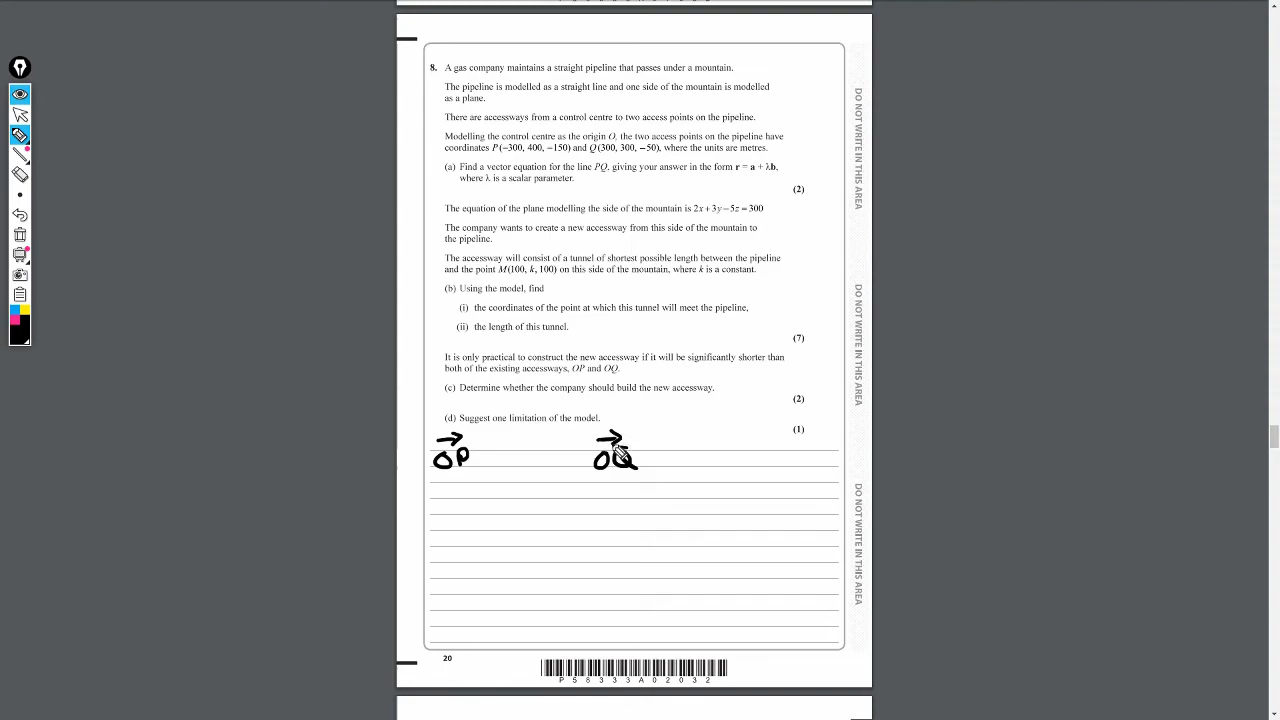 8. A gas company maintains a straight pipeline that passes under a mountain.
The pipeline is modelled as a straight line and one side of the mountain is modelled
as a plane.
There are accessways from a control centre to two access points on the pipeline.
Modelling the control centre as the origin O, the two access points on the pipeline have
coordinates P(−300, 400, −150) and Q(300, 300, −50), where the units are metres.
(a) Find a vector equation for the line PQ, giving your answer in the form r = a + λb,
where λ is a scalar parameter.
(2)
The equation of the plane modelling the side of the mountain is 2x + 3y − 5z = 300
The company wants to create a new accessway from this side of the mountain to
the pipeline.
The accessway will consist of a tunnel of shortest possible length between the pipeline
and the point M(100, k, 100) on this side of the mountain, where k is a constant.
(b) Using the model, find
(i) the coordinates of the point at which this tunnel will meet the pipeline,
(ii) the length of this tunnel.
(7)
It is only practical to construct the new accessway if it will be significantly shorter than
both of the existing accessways, OP and OQ.
(c) Determine whether the company should build the new accessway.
(2)
(d) Suggest one limitation of the model.
(1)
OP OQ
20
P58333A02032
DO NOT WRITE IN THIS AREA
DO NOT WRITE IN THIS AREA
DO NOT WRITE IN THIS AREA